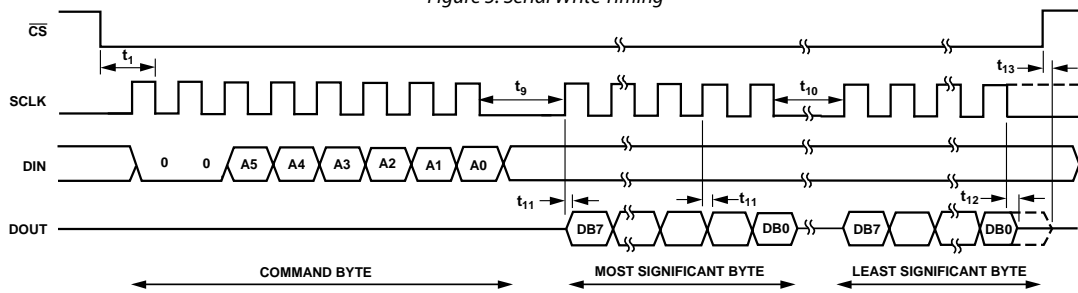 Figure 3. Serial Write Timing
CS
t1
t13
SCLK
t9
t10
DIN
0 0 A5 A4 A3 A2 A1 A0
t11
t11
t12
DOUT
DB7 DB0 DB7 DB0
COMMAND BYTE MOST SIGNIFICANT BYTE LEAST SIGNIFICANT BYTE